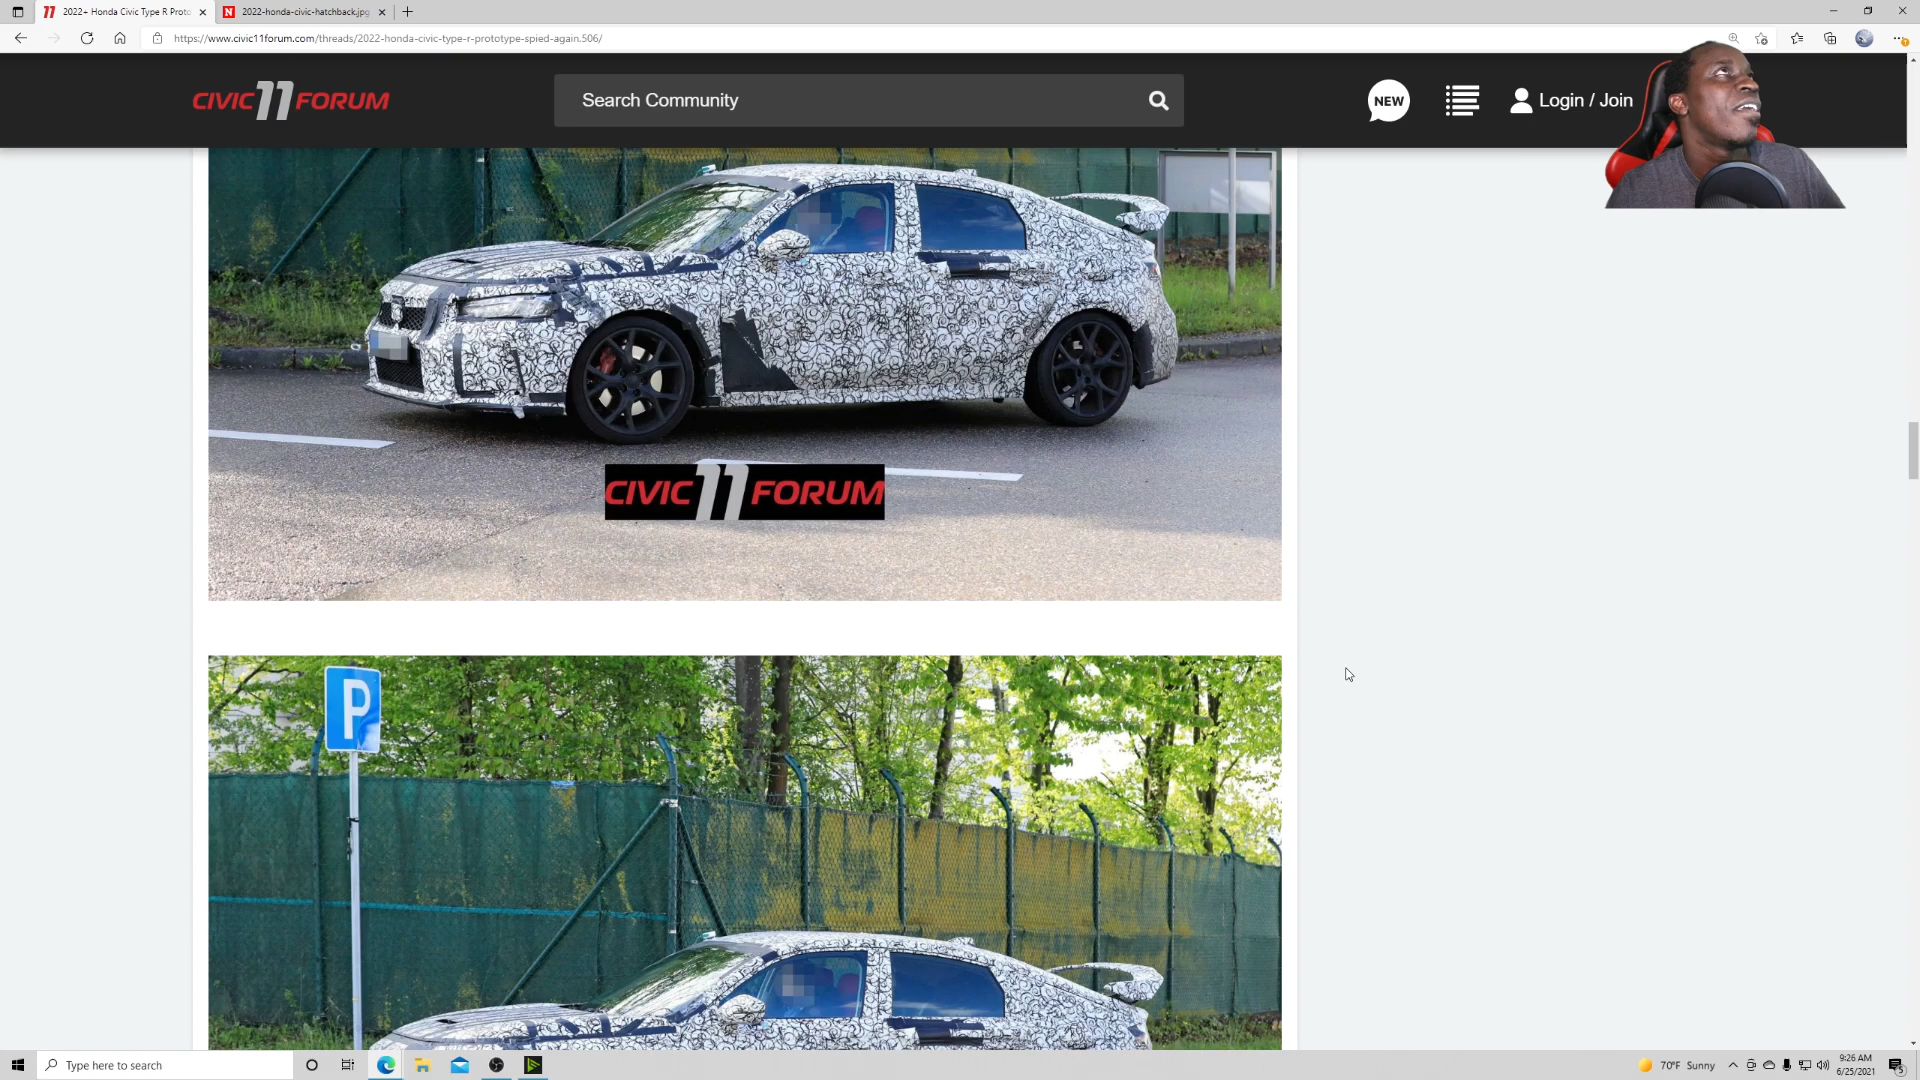 2022+ Honda Civic Type R Proto
2022-honda-civic-hatchback.jpg
https://www.civic11forum.com/threads/2022-honda-civic-type-r-prototype-spied-again.506/
CIVIC 11 FORUM
Search Community
NEW
Login / Join
CIVIC 11 FORUM
P
Type here to search
70°F Sunny
9:26 AM
6/25/2021
5